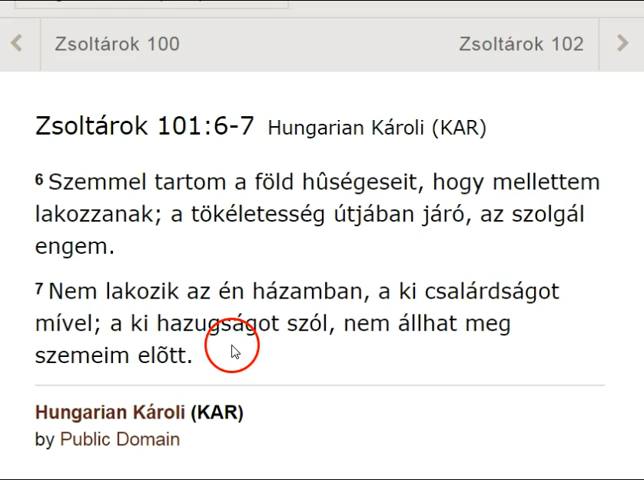 Zsoltárok 100
Zsoltárok 102
Zsoltárok 101:6-7 Hungarian Károli (KAR)
6 Szemmel tartom a föld hûségeseit, hogy mellettem
lakozzanak; a tökéletesség útjában járó, az szolgál
engem.
7 Nem lakozik az én házamban, a ki csalárdságot
mível; a ki hazugságot szól, nem állhat meg
szemeim elõtt.
Hungarian Károli (KAR)
by Public Domain